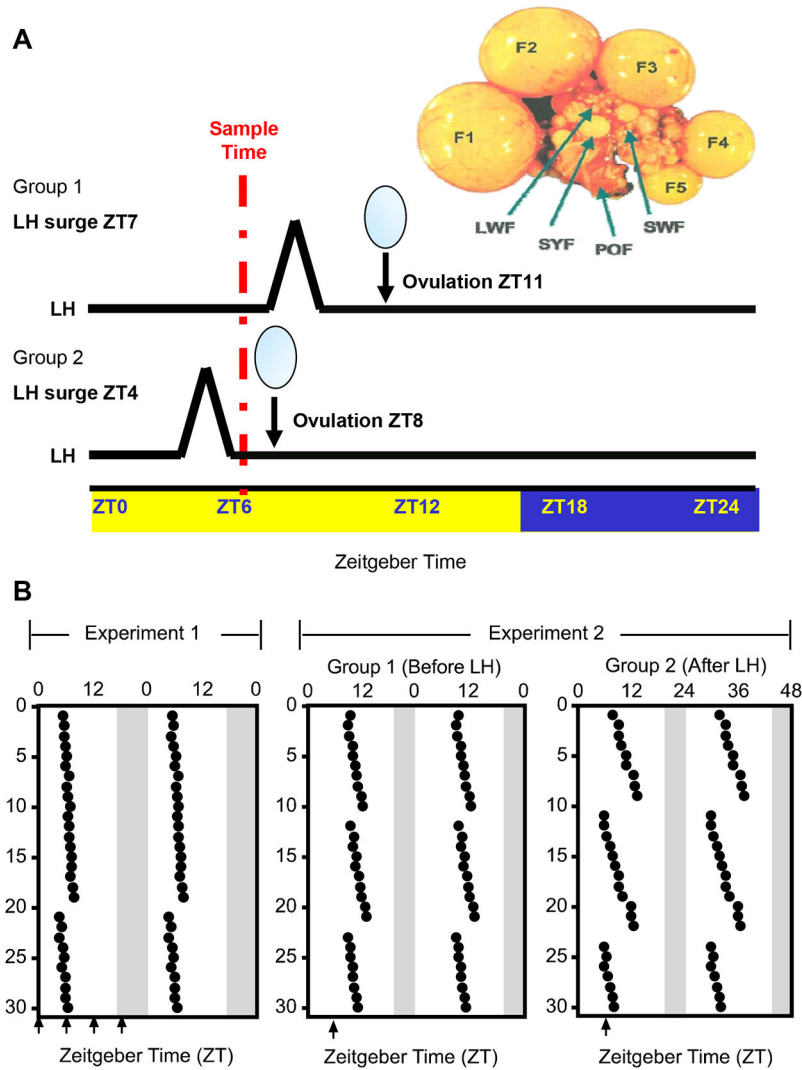 A
F2
F3
F1
F4
F5
LWF
SYF
POF
SWF
Sample
Time
Group 1
LH surge ZT7
Ovulation ZT11
LH
Group 2
LH surge ZT4
Ovulation ZT8
LH
ZT0 ZT6 ZT12 ZT18 ZT24
Zeitgeber Time
B
Experiment 1 Experiment 2
Group 1 (Before LH) Group 2 (After LH)
0 12 0 12 0 0 12 0 12 0 0 12 24 36 48
0 0 0
5 5 5
10 10 10
15 15 15
20 20 20
25 25 25
30 30 30
Zeitgeber Time (ZT) Zeitgeber Time (ZT) Zeitgeber Time (ZT)